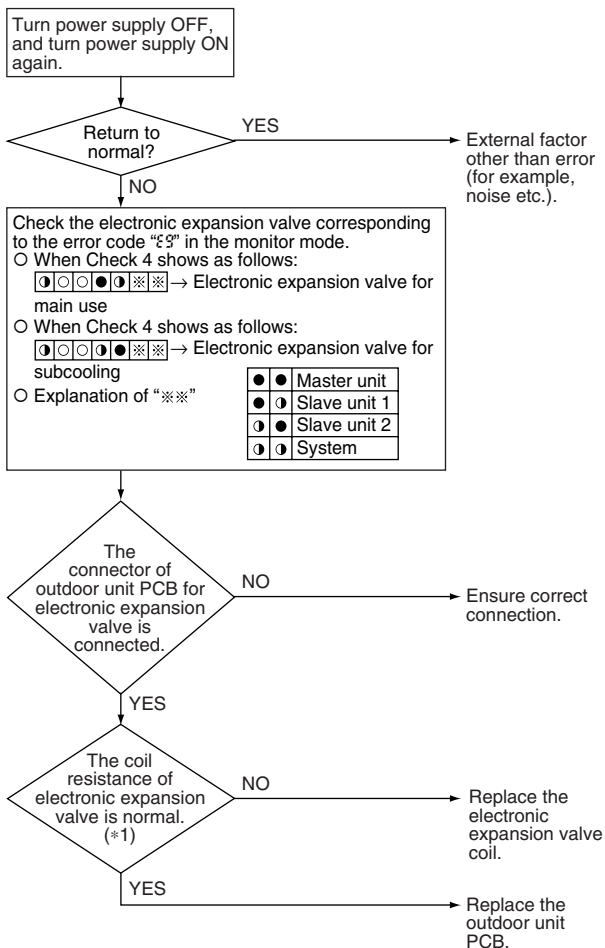 Turn power supply OFF,
and turn power supply ON
again.
Return to
normal?
YES
External factor
other than error
(for example,
noise etc.).
NO
Check the electronic expansion valve corresponding
to the error code “E9” in the monitor mode.
○ When Check 4 shows as follows:
◑ ○ ○ ● ◑ ※ ※ → Electronic expansion valve for
main use
○ When Check 4 shows as follows:
◑ ○ ○ ◑ ● ※ ※ → Electronic expansion valve for
subcooling
○ Explanation of “※※”
● ● Master unit
● ◑ Slave unit 1
◑ ● Slave unit 2
◑ ◑ System
The
connector of
outdoor unit PCB for
electronic expansion
valve is
connected.
NO
Ensure correct
connection.
YES
The coil
resistance of
electronic expansion
valve is normal.
(*1)
NO
Replace the
electronic
expansion valve
coil.
YES
Replace the
outdoor unit
PCB.